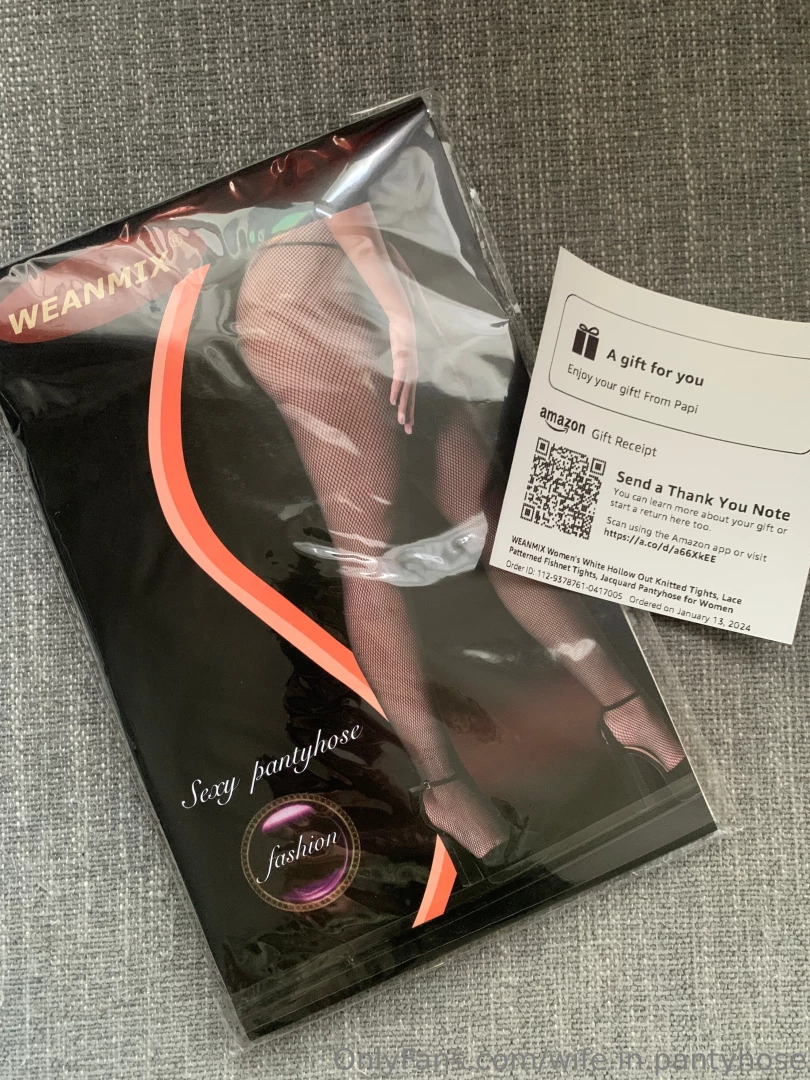 WEANMIX®
Sexy pantyhose
fashion
A gift for you
Enjoy your gift! From Papi
amazon Gift Receipt
Send a Thank You Note
You can learn more about your gift or
start a return here too.
Scan using the Amazon app or visit
https://a.co/d/a66XkEE
WEANMIX Women's White Hollow Out Knitted Tights, Lace
Patterned Fishnet Tights, Jacquard Pantyhose for Women
Order ID: 112-9378761-0417005 Ordered on January 13, 2024
OnlyFans.com/wife.in.pantyhose